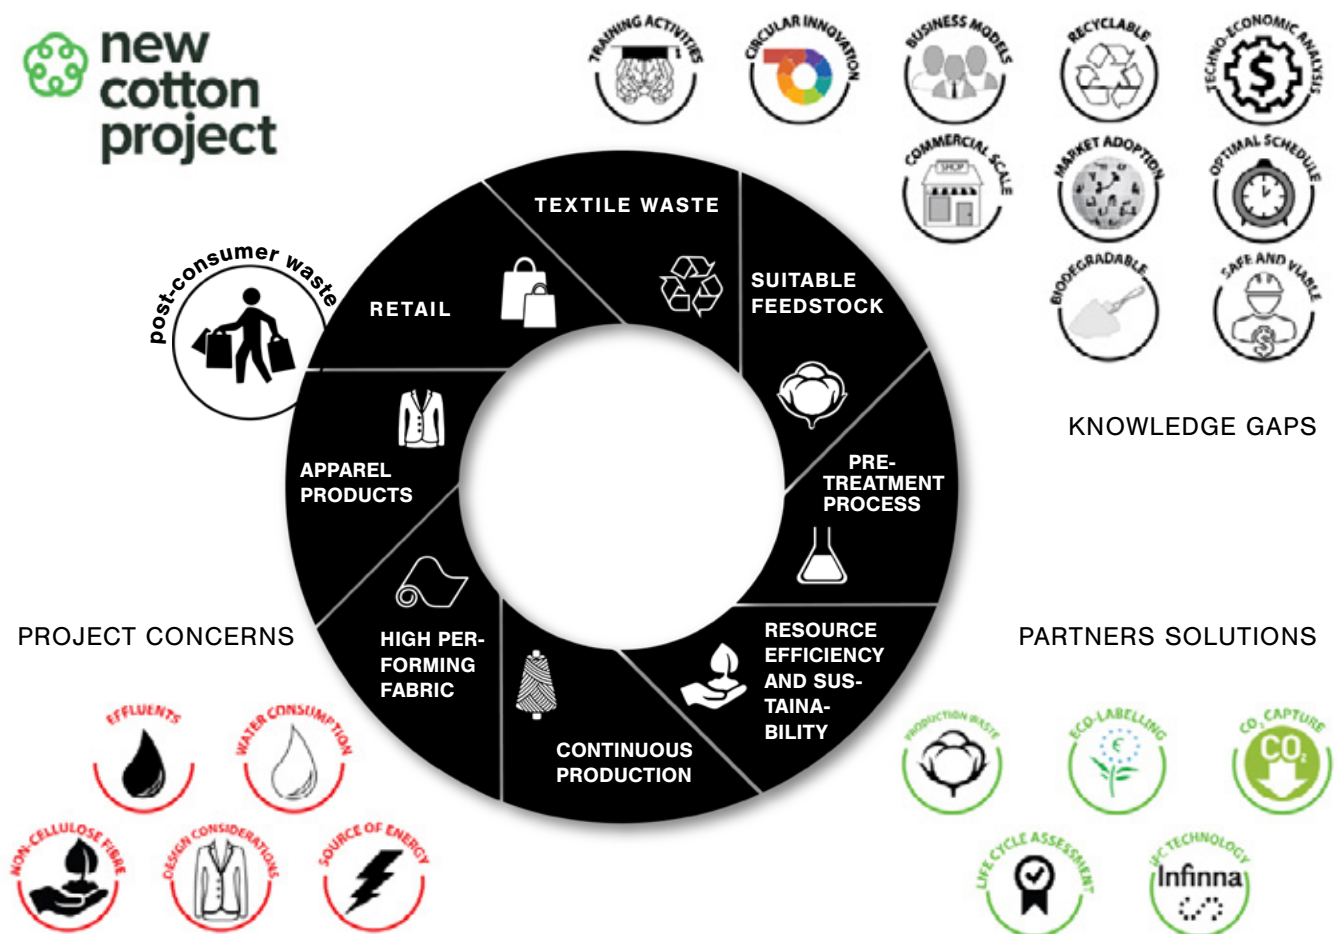 new
cotton
project
TRAINING ACTIVITIES
CIRCULAR INNOVATION
BUSINESS MODELS
RECYCLABLE
TECHNO-ECONOMIC ANALYSIS
$
COMMERCIAL SCALE
SHOP
MARKET ADOPTION
OPTIMAL SCHEDULE
BIODEGRADABLE
SAFE AND VIABLE
$
KNOWLEDGE GAPS
post-consumer waste
TEXTILE WASTE
SUITABLE
FEEDSTOCK
PRE-
TREATMENT
PROCESS
RESOURCE
EFFICIENCY
AND SUS-
TAINA-
BILITY
CONTINUOUS
PRODUCTION
HIGH PER-
FORMING
FABRIC
APPAREL
PRODUCTS
RETAIL
PROJECT CONCERNS
EFFLUENTS
WATER CONSUMPTION
NON-CELLULOSE FIBRE
DESIGN CONSIDERATIONS
SOURCE OF ENERGY
PARTNERS SOLUTIONS
PRODUCTION WASTE
ECO-LABELLING
€
CO₂ CAPTURE
CO₂
LIFE CYCLE ASSESSMENT
IFC TECHNOLOGY
Infinna